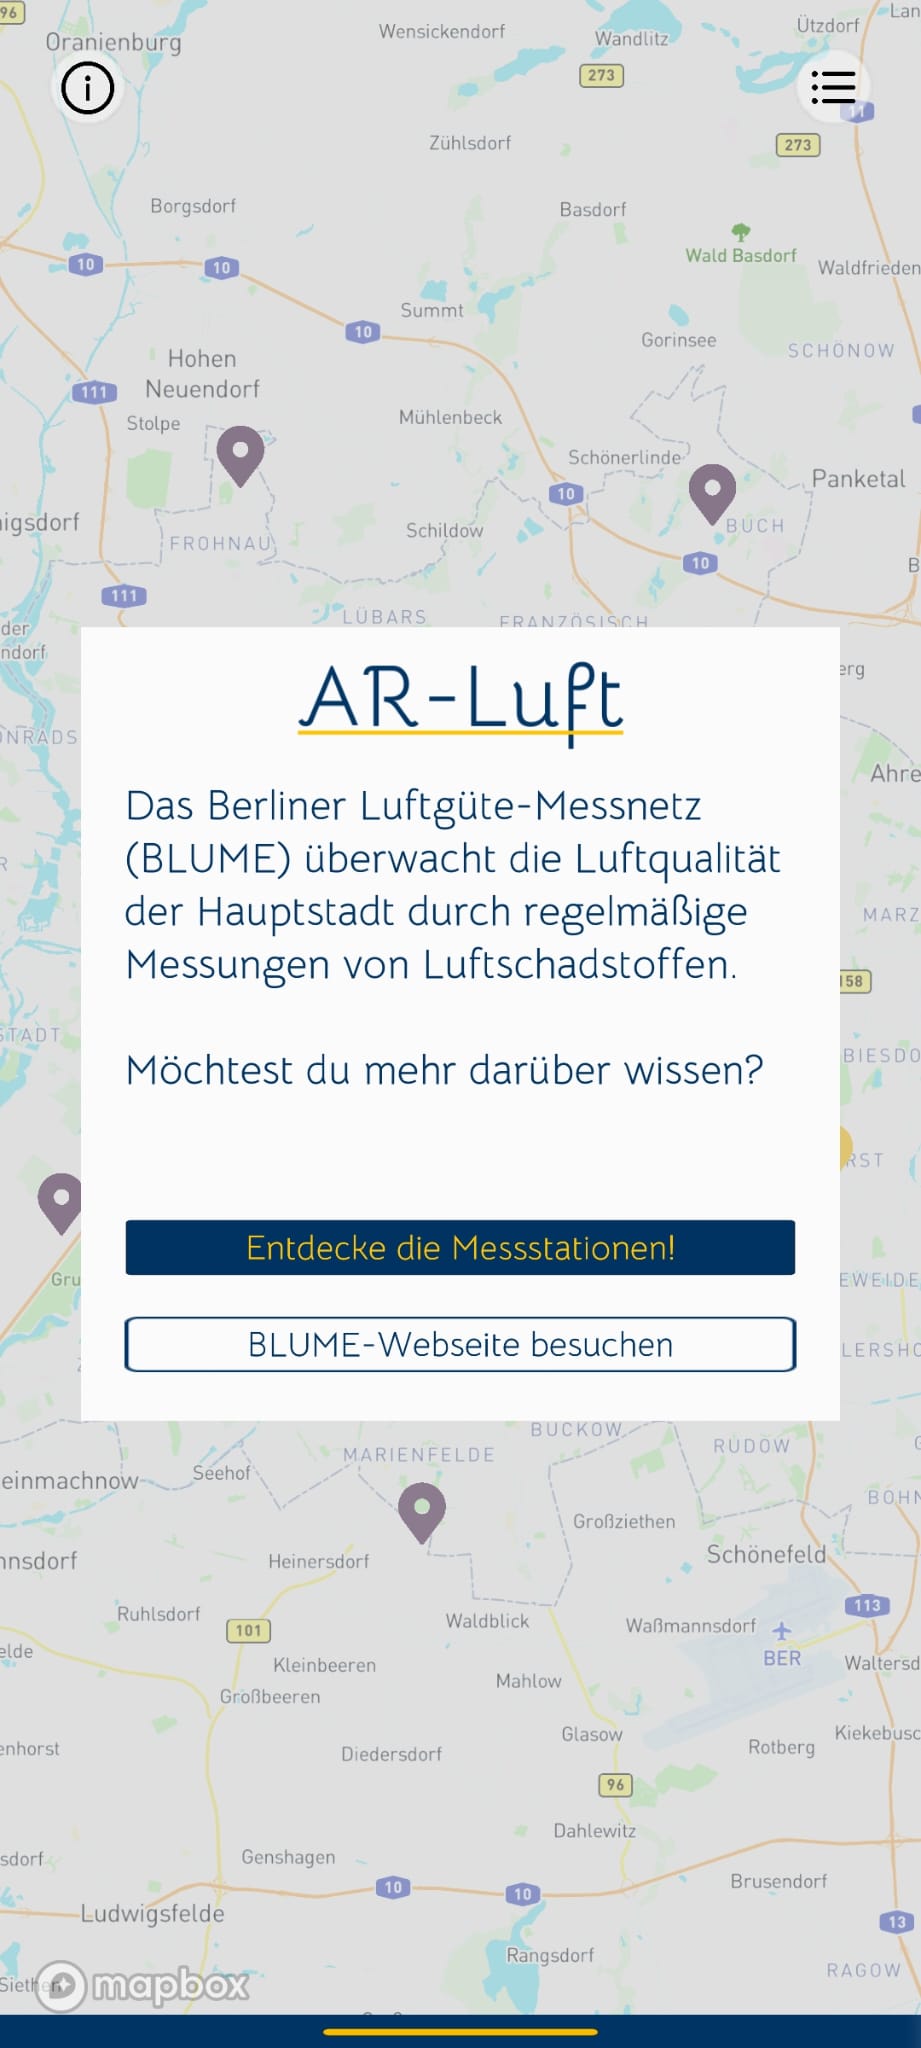 96
Oranienburg
Wensickendorf
Wandlitz
Ützdorf
Lan
273
11
273
Zühlsdorf
Borgsdorf
Basdorf
Wald Basdorf
10
10
Waldfrieden
Summt
10
Gorinsee
SCHÖNOW
Hohen
Neuendorf
111
Stolpe
Mühlenbeck
Schönerlinde
Panketal
10
BUCH
igsdorf
Schildow
FROHNAU
10
B
111
LÜBARS
FRANZÖSISCH
der
ndorf
erg
AR-Luft
ONRADS
Ahre
Das Berliner Luftgüte-Messnetz
(BLUME) überwacht die Luftqualität
der Hauptstadt durch regelmäßige
Messungen von Luftschadstoffen.
MARZ
158
STADT
BIESDO
Möchtest du mehr darüber wissen?
RST
Entdecke die Messstationen!
Gru
EWEIDE
BLUME-Webseite besuchen
LERSHO
BUCKOW
MARIENFELDE
RUDOW
einmachnow
Seehof
BOHN
Großziethen
nnsdorf
Heinersdorf
Schönefeld
113
Ruhlsdorf
101
Waldblick
Waßmannsdorf
elde
BER
Waltersd
Kleinbeeren
Großbeeren
Mahlow
Glasow
Kiekebusc
enhorst
Diedersdorf
Rotberg
96
Dahlewitz
sdorf
Genshagen
10
10
Brusendorf
Ludwigsfelde
13
Rangsdorf
RAGOW
Siethen
mapbox